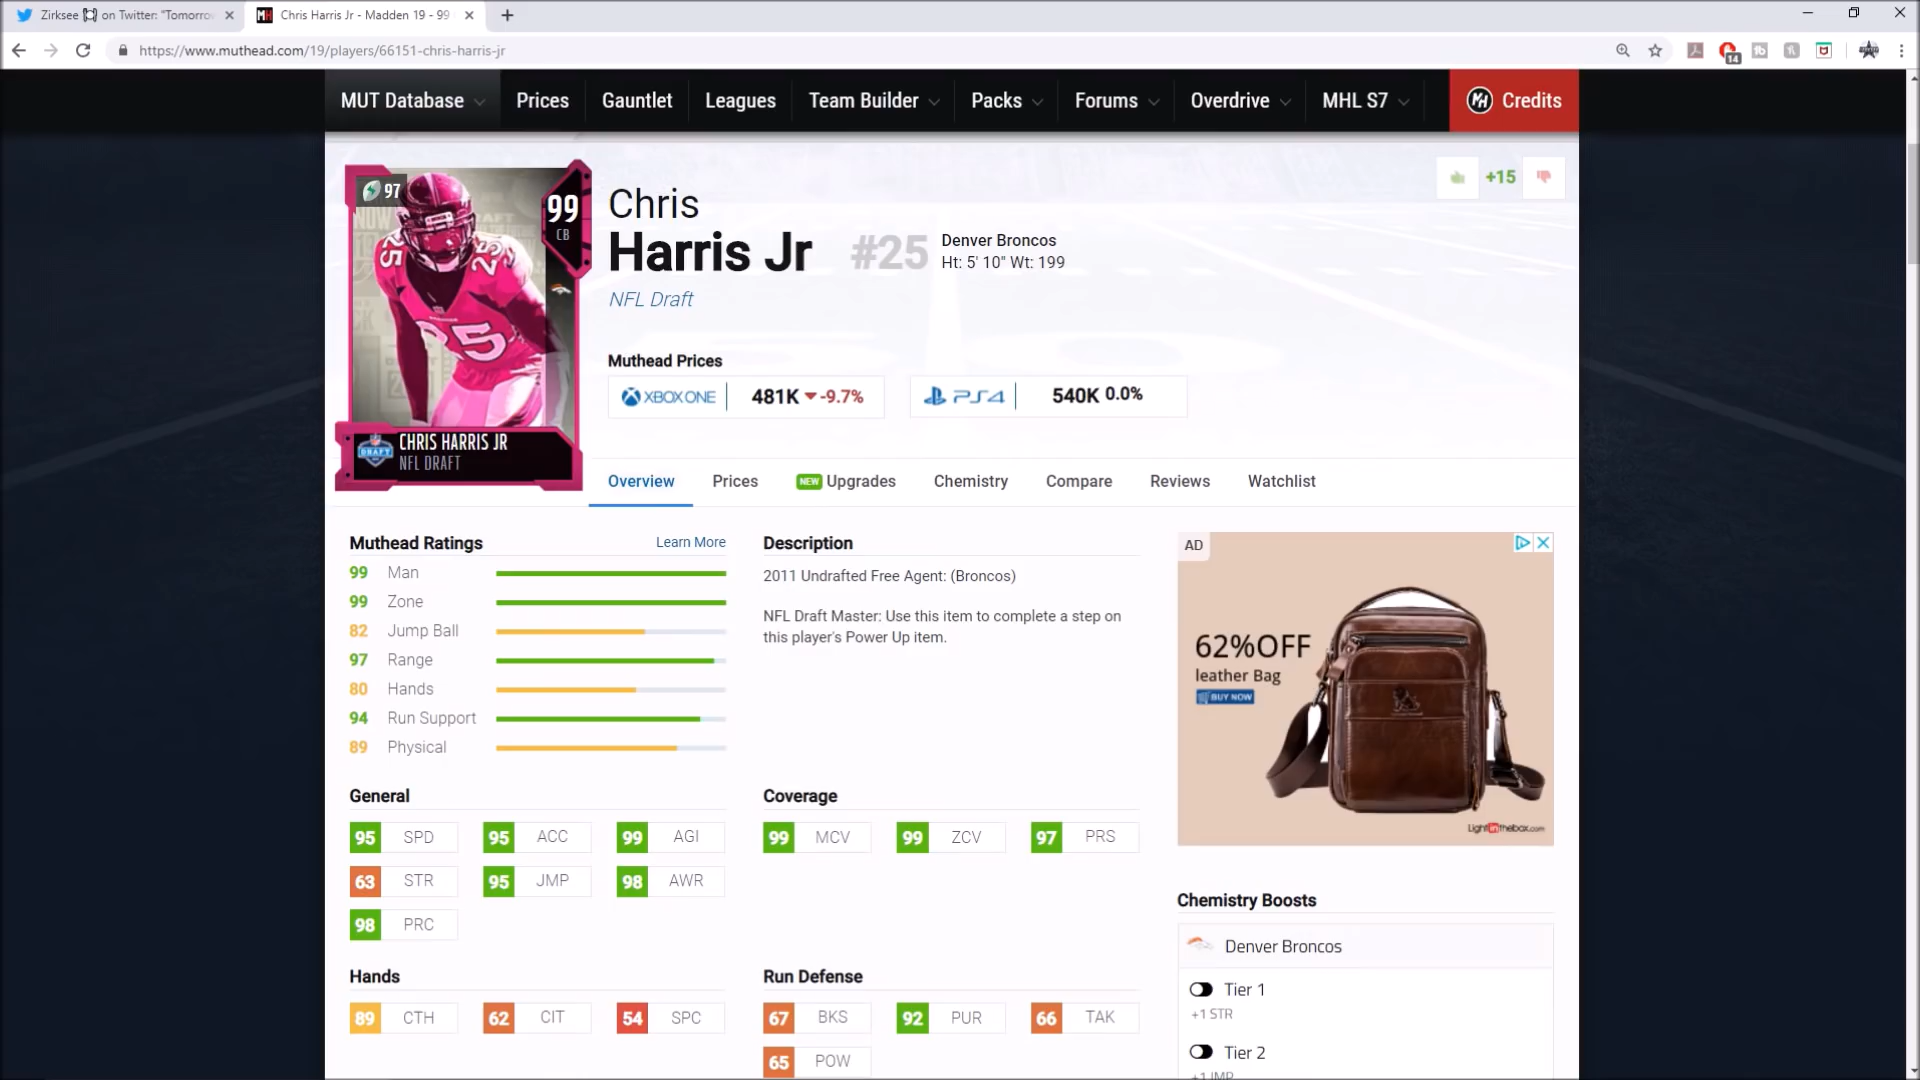 Zirksee on Twitter: "Tomorro
Chris Harris Jr - Madden 19 - 99
https://www.muthead.com/19/players/66151-chris-harris-jr
14
MUT Database
Prices
Gauntlet
Leagues
Team Builder
Packs
Forums
Overdrive
MHL S7
Credits
97
99
CB
25
25
25
CHRIS HARRIS JR
DRAFT
NFL DRAFT
Chris
Harris Jr
#25
Denver Broncos
Ht: 5' 10" Wt: 199
NFL Draft
+15
Muthead Prices
XBOX ONE 481K -9.7%
PS4 540K 0.0%
Overview
Prices
NEW Upgrades
Chemistry
Compare
Reviews
Watchlist
Muthead Ratings
Learn More
99 Man
99 Zone
82 Jump Ball
97 Range
80 Hands
94 Run Support
89 Physical
Description
2011 Undrafted Free Agent: (Broncos)
NFL Draft Master: Use this item to complete a step on
this player's Power Up item.
AD
62%OFF
leather Bag
BUY NOW
Lightinthebox.com
General
95 SPD 95 ACC 99 AGI
63 STR 95 JMP 98 AWR
98 PRC
Coverage
99 MCV 99 ZCV 97 PRS
Hands
89 CTH 62 CIT 54 SPC
Run Defense
67 BKS 92 PUR 66 TAK
65 POW
Chemistry Boosts
Denver Broncos
Tier 1
+1 STR
Tier 2
+1 JMP